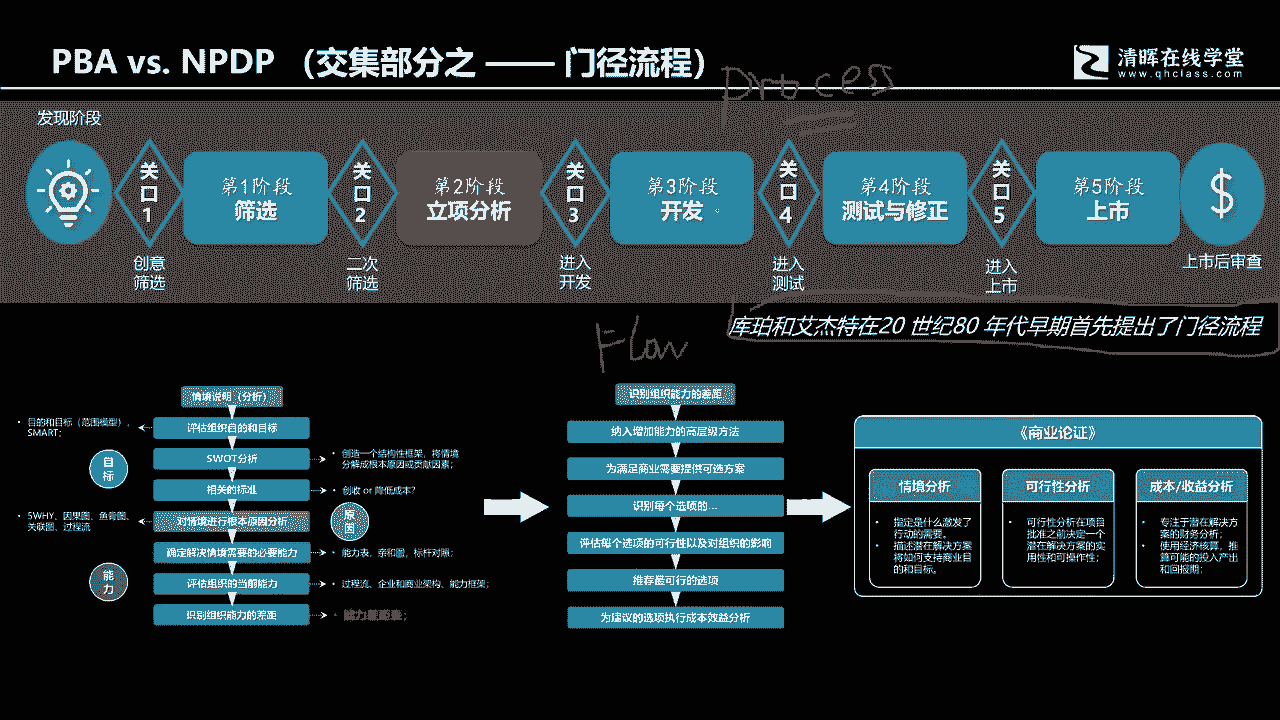 PBA vs. NPDP (交集部分之 —— 门径流程)
清晖在线学堂
www.qhclass.com
process
发现阶段
关口1
创意筛选
第1阶段
筛选
关口2
二次筛选
第2阶段
立项分析
关口3
进入开发
第3阶段
开发
关口4
进入测试
第4阶段
测试与修正
关口5
进入上市
第5阶段
上市
$
上市后审查
库珀和艾杰特在20 世纪80 年代早期首先提出了门径流程
Flow
情境说明（分析）
评估组织目的和目标
• 目的和目标（范围模型），
SMART；
目标
SWOT分析
• 创造一个结构性框架，将情境
分解成根本原因或贡献因素；
相关的标准
• 创收 or 降低成本？
对情境进行根本原因分析
• 5WHY、因果图、鱼骨图、
关联图、过程流
原因
确定解决情境需要的必要能力
• 能力表，亲和图，标杆对照；
能力
评估组织的当前能力
• 过程流、企业和商业架构、能力框架；
识别组织能力的差距
识别组织能力的差距
纳入增加能力的高层级方法
为满足商业需要提供可选方案
识别每个选项的...
评估每个选项的可行性以及对组织的影响
推荐最可行的选项
为建议的选项执行成本效益分析
《商业论证》
情境分析
• 指定是什么激发了
行动的需要。
• 描述潜在解决方案
将如何支持商业目
的和目标。
可行性分析
• 可行性分析在项目
批准之前决定一个
潜在解决方案的实
用性和可操作性；
成本/收益分析
• 专注于潜在解决方
案的财务分析；
• 使用经济核算，推
算可能的投入产出
和回报期；